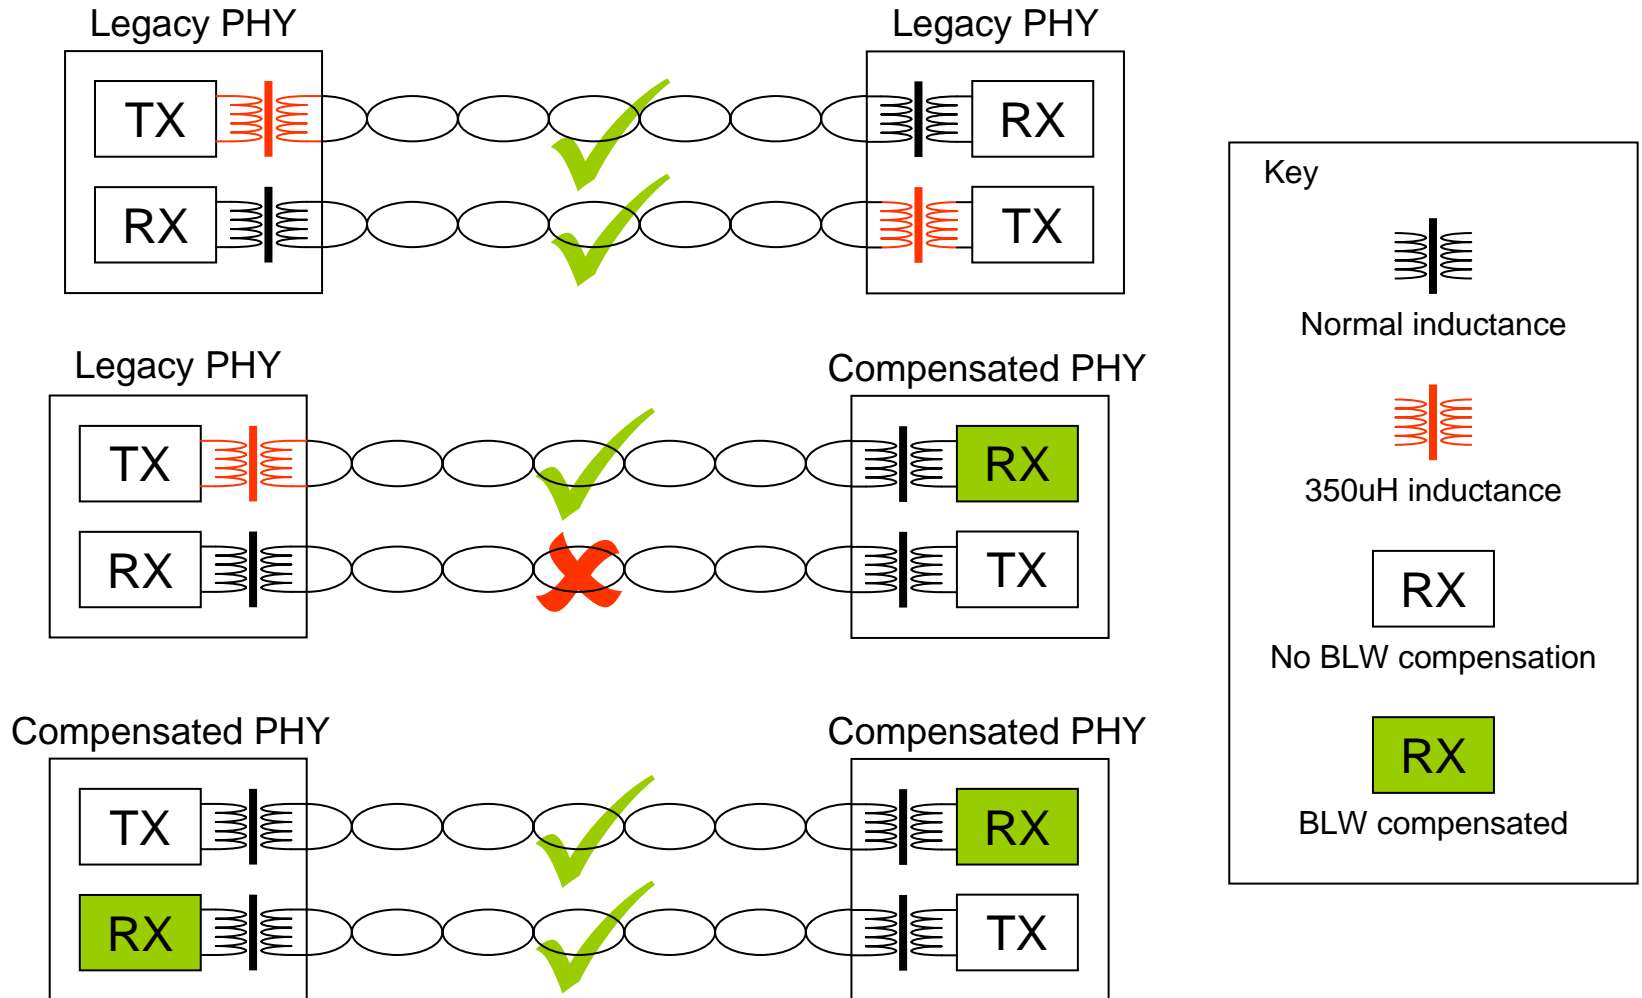 Legacy PHY
Legacy PHY
TX
RX
RX
TX
Legacy PHY
Compensated PHY
TX
RX
RX
TX
Compensated PHY
Compensated PHY
TX
RX
RX
TX
Key
Normal inductance
350uH inductance
RX
No BLW compensation
RX
BLW compensated